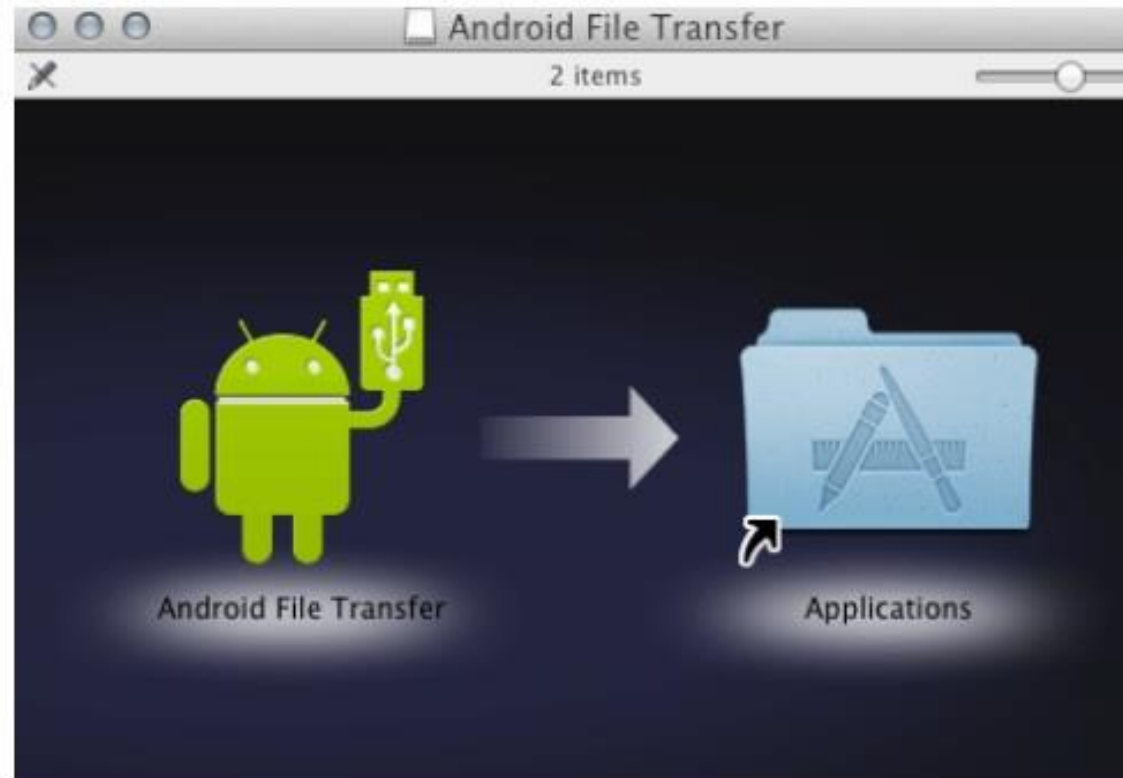 Android File Transfer
2 items
Android File Transfer
Applications